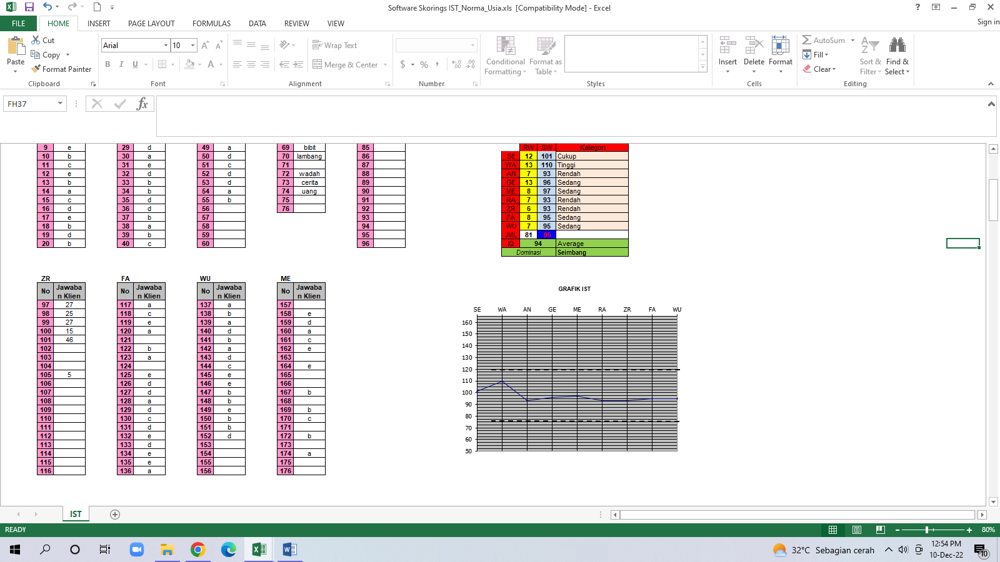 Software Skorings IST_Norma_Usia.xls [Compatibility Mode] - Excel
FILE HOME INSERT PAGE LAYOUT FORMULAS DATA REVIEW VIEW Sign in
Paste Cut Copy Format Painter Clipboard
Arial 10 B I U A Font
Wrap Text Merge & Center Alignment
$ % , Number
Conditional Formatting Format as Table Styles
Insert Delete Format Cells
AutoSum Fill Clear Sort & Filter Find & Select Editing
FH37 fx
9 e 29 d 49 a 69 bibit 85 RW SW Kategori
10 b 30 a 50 d 70 lambang 86 SE 12 101 Cukup
11 c 31 e 51 c 71 87 WA 13 110 Tinggi
12 e 32 d 52 d 72 wadah 88 AN 7 93 Rendah
13 b 33 b 53 d 73 cerita 89 GE 13 96 Sedang
14 a 34 b 54 a 74 uang 90 ME 8 97 Sedang
15 c 35 d 55 b 75 91 RA 7 93 Rendah
16 d 36 d 56 76 92 ZR 6 93 Rendah
17 e 37 b 57 93 FA 8 95 Sedang
18 b 38 a 58 94 WU 7 95 Sedang
19 d 39 b 59 95 JML 81 96
20 b 40 c 60 96 IQ 94 Average
Dominasi Seimbang
ZR FA WU ME
No Jawaba n Klien No Jawaba n Klien No Jawaba n Klien No Jawaba n Klien
97 27 117 a 137 a 157
98 25 118 c 138 b 158 e
99 27 119 e 139 a 159 d
100 15 120 a 140 d 160 a
101 46 121 141 b 161 c
102 122 b 142 a 162 e
103 123 a 143 d 163
104 124 144 c 164 e
105 5 125 e 145 e 165
106 126 d 146 e 166
107 127 d 147 b 167 b
108 128 a 148 b 168
109 129 d 149 e 169 b
110 130 c 150 b 170 c
111 131 d 151 b 171
112 132 e 152 d 172 b
113 133 d 153 173
114 134 e 154 174 a
115 135 e 155 175
116 136 a 156 176
GRAFIK IST
SE WA AN GE ME RA ZR FA WU
160
150
140
130
120
110
100
90
80
70
60
50
IST
READY 80%
32°C Sebagian cerah 12:54 PM
10-Dec-22 10